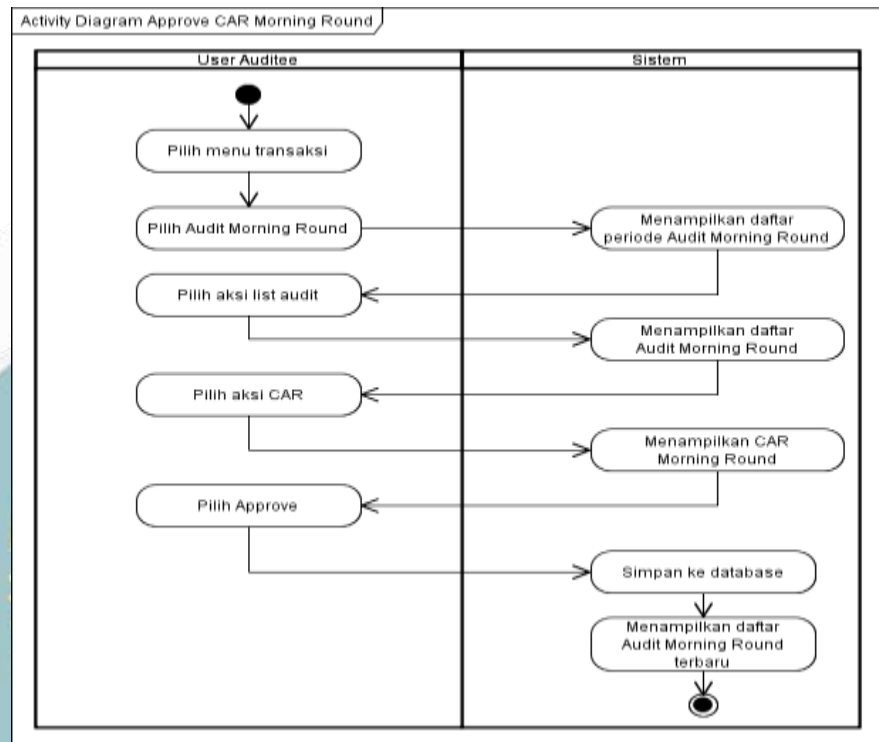 Activity Diagram Approve CAR Morning Round
User Auditee
Sistem
Pilih menu transaksi
Pilih Audit Morning Round
Menampilkan daftar
periode Audit Morning Round
Pilih aksi list audit
Menampilkan daftar
Audit Morning Round
Pilih aksi CAR
Menampilkan CAR
Morning Round
Pilih Approve
Simpan ke database
Menampilkan daftar
Audit Morning Round
terbaru